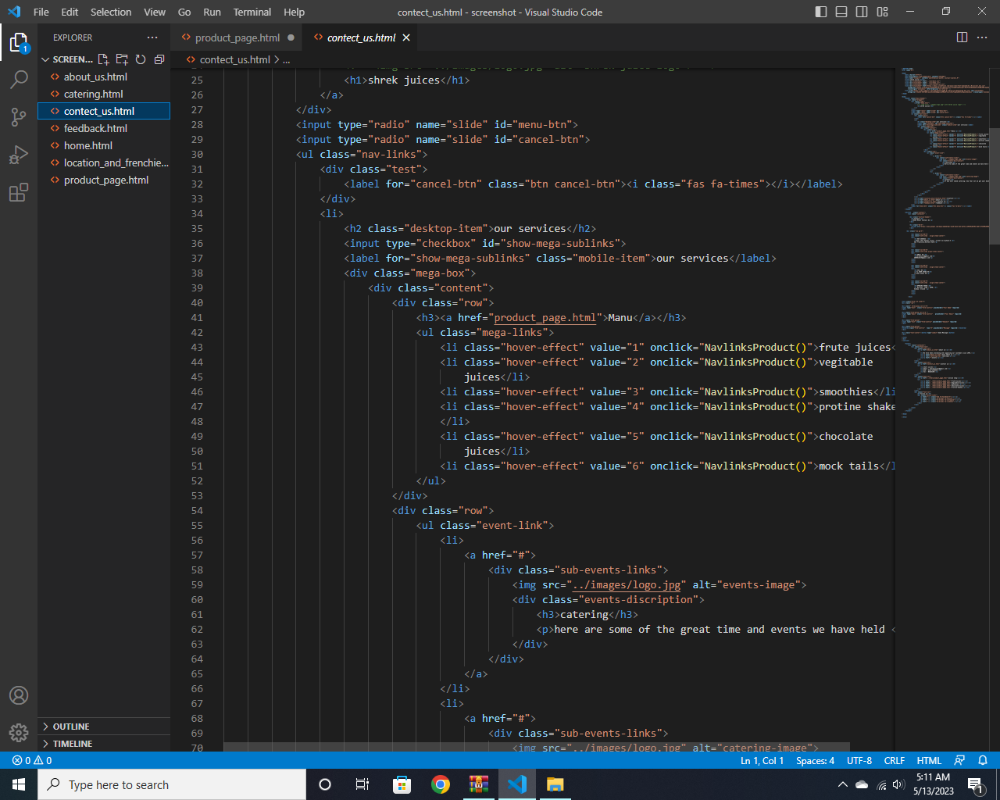 File Edit Selection View Go Run Terminal Help
contect_us.html - screenshot - Visual Studio Code
EXPLORER
SCREEN...
about_us.html
catering.html
contect_us.html
feedback.html
home.html
location_and_frenchie...
product_page.html
OUTLINE
TIMELINE
1
product_page.html
contect_us.html
contect_us.html > ...
25 <h1>shrek juices</h1>
26 </a>
27 </div>
28 <input type="radio" name="slide" id="menu-btn">
29 <input type="radio" name="slide" id="cancel-btn">
30 <ul class="nav-links">
31 <div class="test">
32 <label for="cancel-btn" class="btn cancel-btn"><i class="fas fa-times"></i></label>
33 </div>
34 <li>
35 <h2 class="desktop-item">our services</h2>
36 <input type="checkbox" id="show-mega-sublinks">
37 <label for="show-mega-sublinks" class="mobile-item">our services</label>
38 <div class="mega-box">
39 <div class="content">
40 <div class="row">
41 <h3><a href="product_page.html">Manu</a></h3>
42 <ul class="mega-links">
43 <li class="hover-effect" value="1" onclick="NavlinksProduct()">frute juices<
44 <li class="hover-effect" value="2" onclick="NavlinksProduct()">vegitable
45 juices</li>
46 <li class="hover-effect" value="3" onclick="NavlinksProduct()">smoothies</li
47 <li class="hover-effect" value="4" onclick="NavlinksProduct()">protine shake
48 </li>
49 <li class="hover-effect" value="5" onclick="NavlinksProduct()">chocolate
50 juices</li>
51 <li class="hover-effect" value="6" onclick="NavlinksProduct()">mock tails</l
52 </ul>
53 </div>
54 <div class="row">
55 <ul class="event-link">
56 <li>
57 <a href="#">
58 <div class="sub-events-links">
59 <img src="../images/logo.jpg" alt="events-image">
60 <div class="events-discription">
61 <h3>catering</h3>
62 <p>here are some of the great time and events we have held <
63 </div>
64 </div>
65 </a>
66 </li>
67 <li>
68 <a href="#">
69 <div class="sub-events-links">
70 <img src="../images/logo.jpg" alt="catering-image">
0 0
Ln 1, Col 1 Spaces: 4 UTF-8 CRLF HTML
Type here to search
5:11 AM
5/13/2023
1